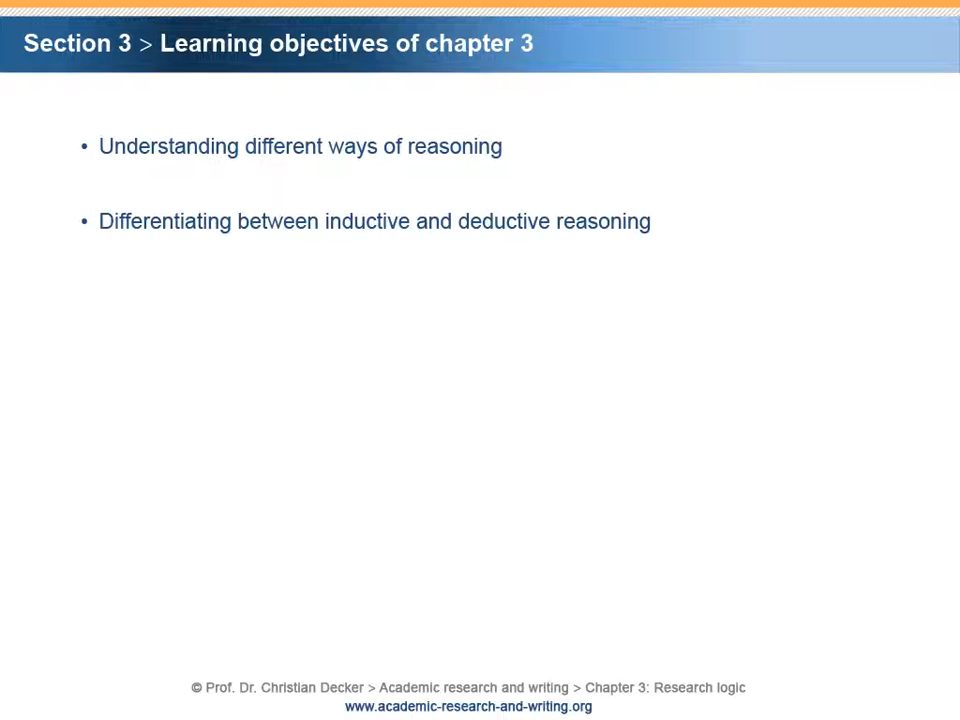 Section 3 > Learning objectives of chapter 3
• Understanding different ways of reasoning
• Differentiating between inductive and deductive reasoning
© Prof. Dr. Christian Decker > Academic research and writing > Chapter 3: Research logic
www.academic-research-and-writing.org